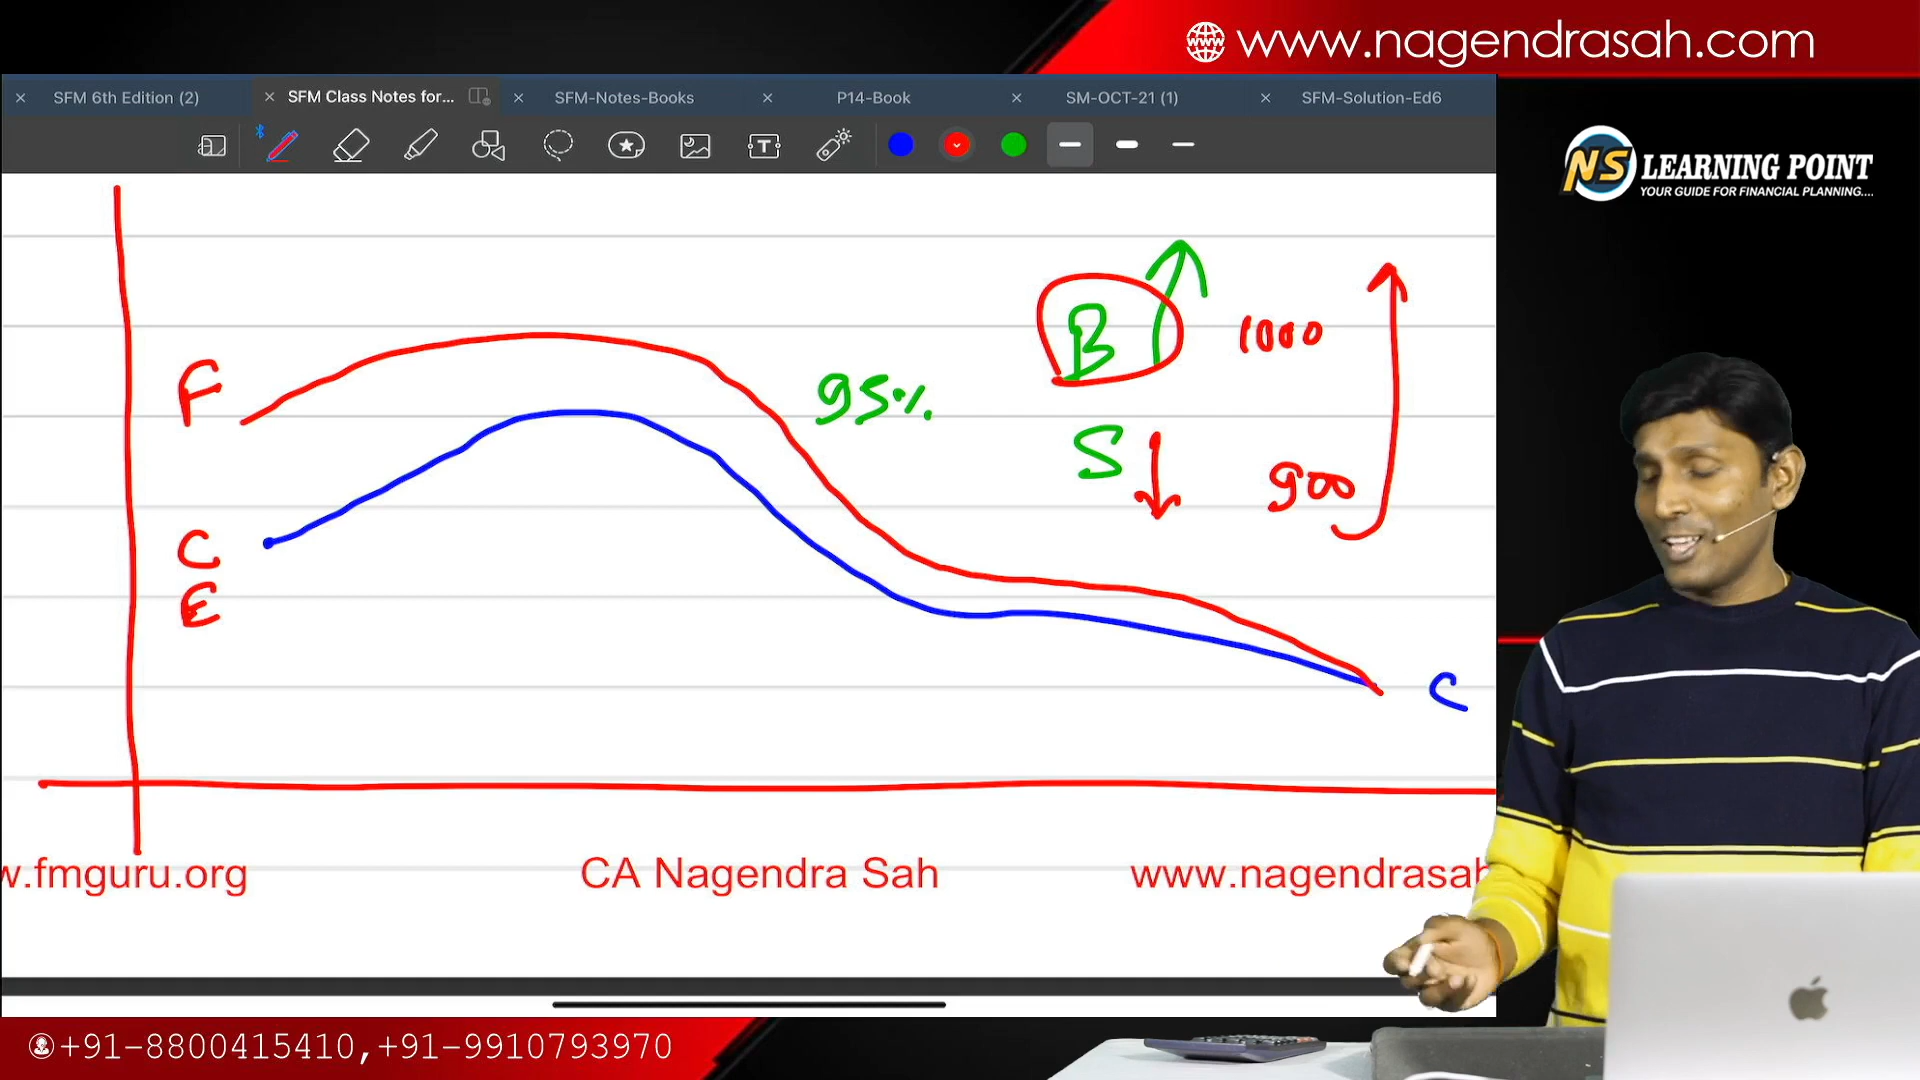 www.nagendrasah.com
SFM 6th Edition (2)
SFM Class Notes for...
SFM-Notes-Books
P14-Book
SM-OCT-21 (1)
SFM-Solution-Ed6
NS LEARNING POINT
YOUR GUIDE FOR FINANCIAL PLANNING....
B
1000
F
95%
S
900
C
E
C
w.fmguru.org
CA Nagendra Sah
www.nagendrasah
+91-8800415410,+91-9910793970